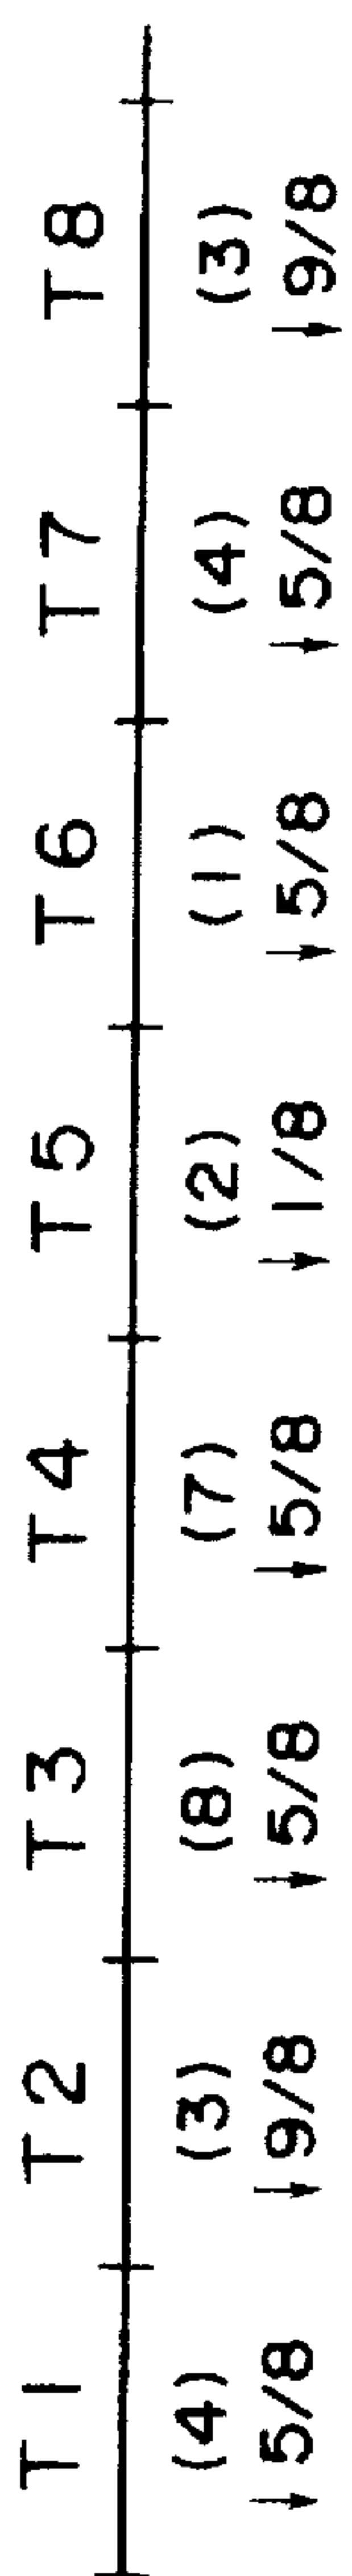 T1 T2 T3 T4 T5 T6 T7 T8
(4) (3) (8) (7) (2) (1) (4) (3)
↓5/8 ↓9/8 ↓5/8 ↓5/8 ↓1/8 ↓5/8 ↓5/8 ↓9/8